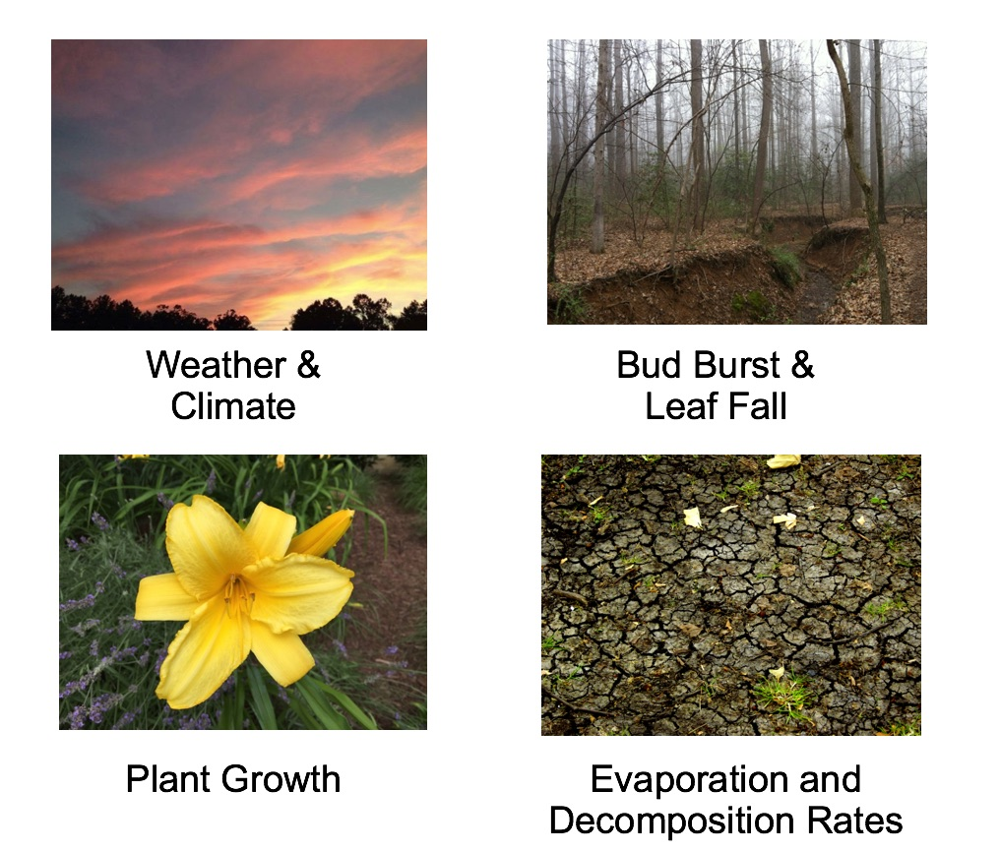 Weather &
Climate
Bud Burst &
Leaf Fall
Plant Growth
Evaporation and
Decomposition Rates